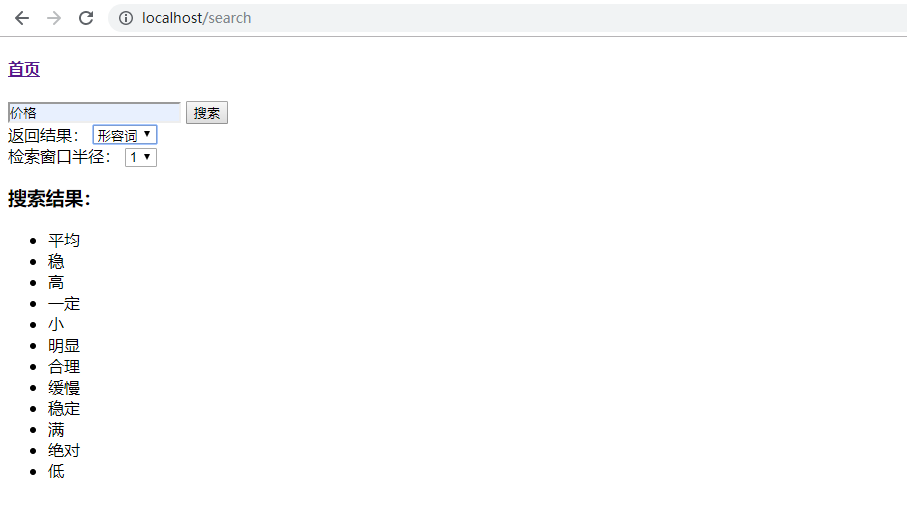 localhost/search
首页
价格 搜索
返回结果： 形容词
检索窗口半径： 1
搜索结果：
平均
稳
高
一定
小
明显
合理
缓慢
稳定
满
绝对
低